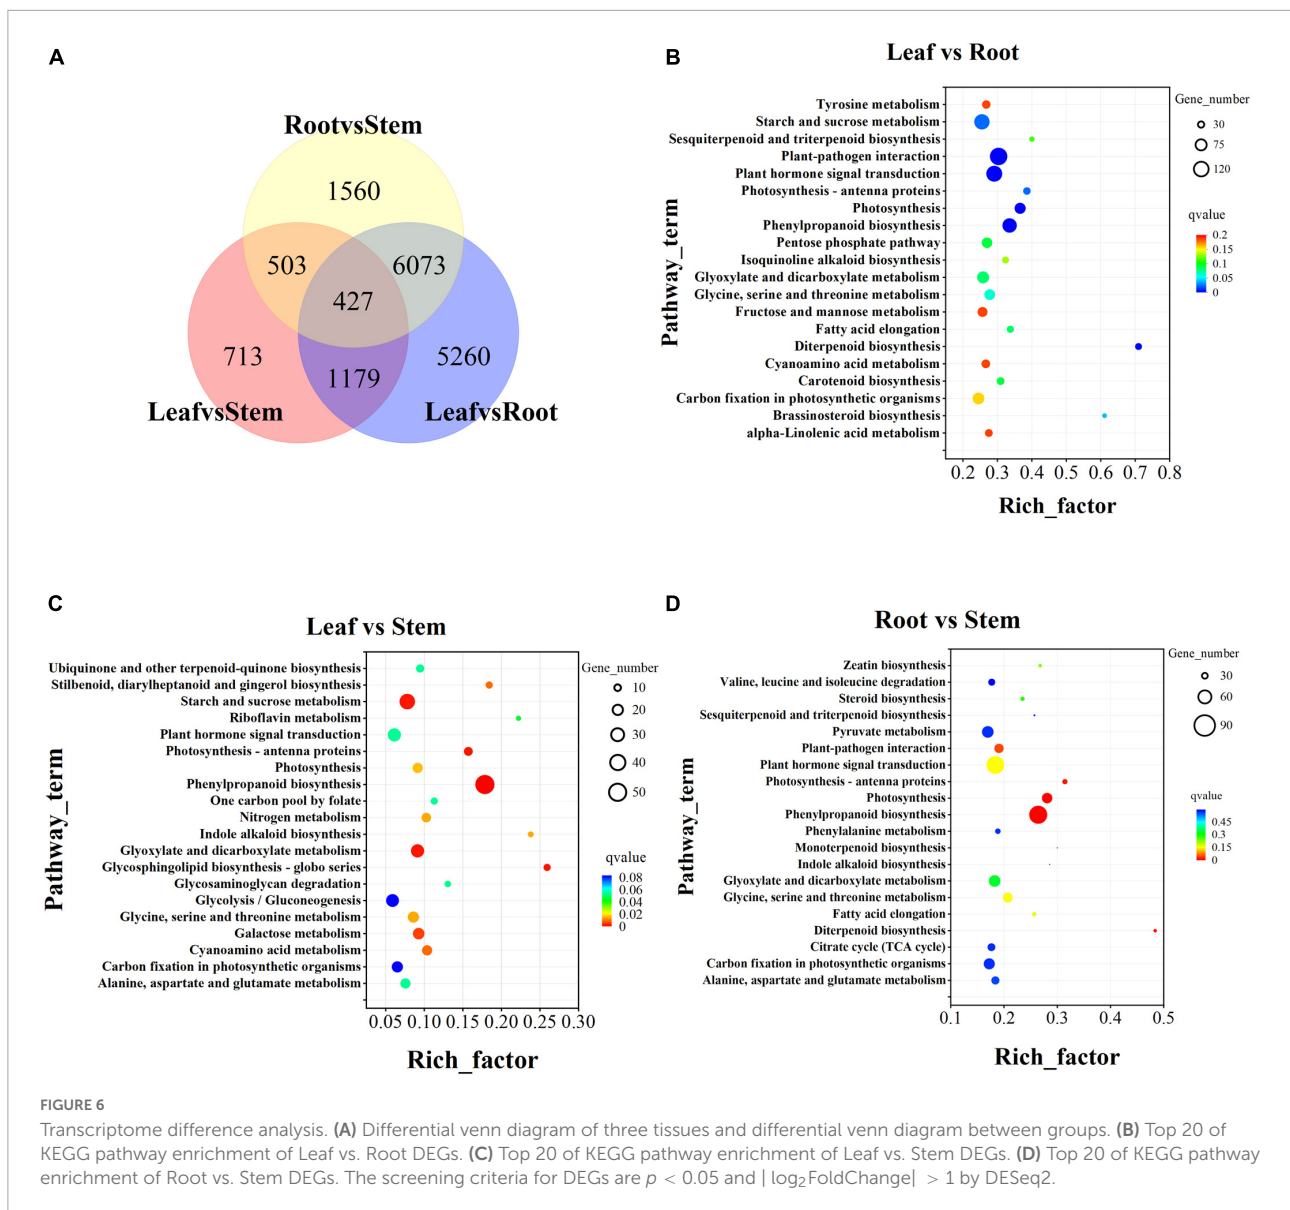 A
RootvsStem
1560
503
6073
427
713
5260
1179
LeafvsStem
LeafvsRoot
B
Leaf vs Root
Pathway_term
Tyrosine metabolism
Starch and sucrose metabolism
Sesquiterpenoid and triterpenoid biosynthesis
Plant-pathogen interaction
Plant hormone signal transduction
Photosynthesis - antenna proteins
Photosynthesis
Phenylpropanoid biosynthesis
Pentose phosphate pathway
Isoquinoline alkaloid biosynthesis
Glyoxylate and dicarboxylate metabolism
Glycine, serine and threonine metabolism
Fructose and mannose metabolism
Fatty acid elongation
Diterpenoid biosynthesis
Cyanoamino acid metabolism
Carotenoid biosynthesis
Carbon fixation in photosynthetic organisms
Brassinosteroid biosynthesis
alpha-Linolenic acid metabolism
0.2 0.3 0.4 0.5 0.6 0.7 0.8
Rich_factor
Gene_number
30
75
120
qvalue
0.2
0.15
0.1
0.05
0
C
Leaf vs Stem
Pathway_term
Ubiquinone and other terpenoid-quinone biosynthesis
Stilbenoid, diarylheptanoid and gingerol biosynthesis
Starch and sucrose metabolism
Riboflavin metabolism
Plant hormone signal transduction
Photosynthesis - antenna proteins
Photosynthesis
Phenylpropanoid biosynthesis
One carbon pool by folate
Nitrogen metabolism
Indole alkaloid biosynthesis
Glyoxylate and dicarboxylate metabolism
Glycosphingolipid biosynthesis - globo series
Glycosaminoglycan degradation
Glycolysis / Gluconeogenesis
Glycine, serine and threonine metabolism
Galactose metabolism
Cyanoamino acid metabolism
Carbon fixation in photosynthetic organisms
Alanine, aspartate and glutamate metabolism
0.05 0.10 0.15 0.20 0.25 0.30
Rich_factor
Gene_number
10
20
30
40
50
qvalue
0.08
0.06
0.04
0.02
0
D
Root vs Stem
Pathway_term
Zeatin biosynthesis
Valine, leucine and isoleucine degradation
Steroid biosynthesis
Sesquiterpenoid and triterpenoid biosynthesis
Pyruvate metabolism
Plant-pathogen interaction
Plant hormone signal transduction
Photosynthesis - antenna proteins
Photosynthesis
Phenylpropanoid biosynthesis
Phenylalanine metabolism
Monoterpenoid biosynthesis
Indole alkaloid biosynthesis
Glyoxylate and dicarboxylate metabolism
Glycine, serine and threonine metabolism
Fatty acid elongation
Diterpenoid biosynthesis
Citrate cycle (TCA cycle)
Carbon fixation in photosynthetic organisms
Alanine, aspartate and glutamate metabolism
0.1 0.2 0.3 0.4 0.5
Rich_factor
Gene_number
30
60
90
qvalue
0.45
0.3
0.15
0
FIGURE 6
Transcriptome difference analysis. (A) Differential venn diagram of three tissues and differential venn diagram between groups. (B) Top 20 of
KEGG pathway enrichment of Leaf vs. Root DEGs. (C) Top 20 of KEGG pathway enrichment of Leaf vs. Stem DEGs. (D) Top 20 of KEGG pathway
enrichment of Root vs. Stem DEGs. The screening criteria for DEGs are p < 0.05 and | log₂FoldChange| > 1 by DESeq2.